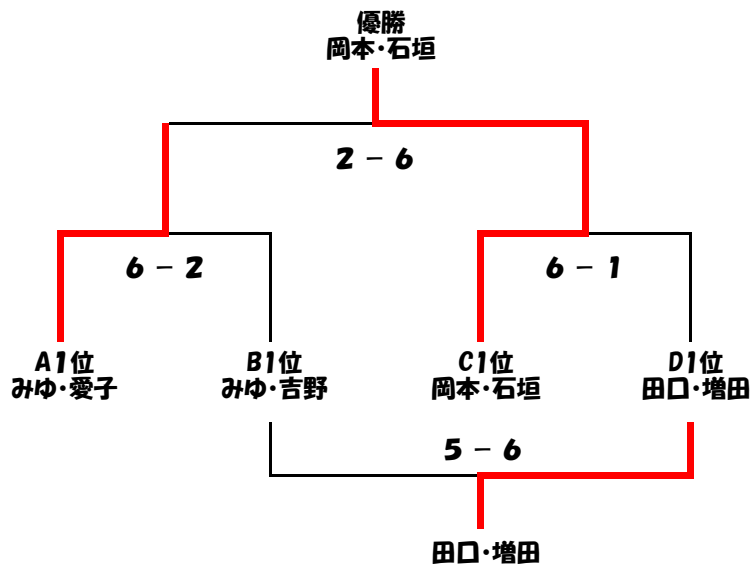 優勝
岡本・石垣
2 - 6
6 - 2
6 - 1
A1位
みゆ・愛子
B1位
みゆ・吉野
C1位
岡本・石垣
D1位
田口・増田
5 - 6
田口・増田